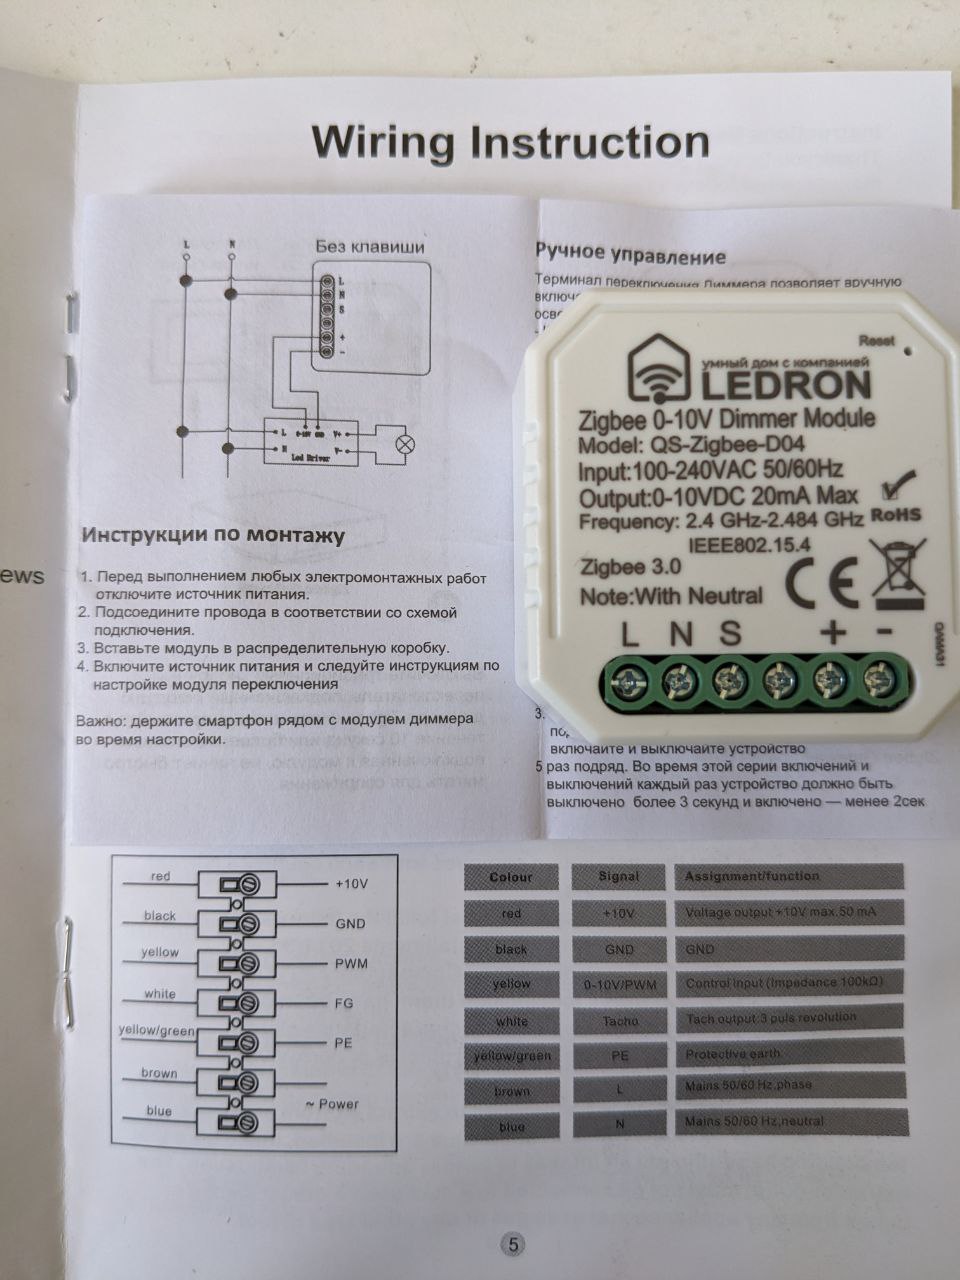 Wiring Instruction
L N
Без клавиши
L
N
S
+
-
L 0-10V GND V+
N V-
Led Driver
Инструкции по монтажу
1. Перед выполнением любых электромонтажных работ
отключите источник питания.
2. Подсоедините провода в соответствии со схемой
подключения.
3. Вставьте модуль в распределительную коробку.
4. Включите источник питания и следуйте инструкциям по
настройке модуля переключения
Важно: держите смартфон рядом с модулем диммера
во время настройки.
ews
Ручное управление
Терминал переключения Диммера позволяет вручную
Reset
умный дом с компанией
LEDRON
Zigbee 0-10V Dimmer Module
Model: QS-Zigbee-D04
Input:100-240VAC 50/60Hz
Output:0-10VDC 20mA Max
Frequency: 2.4 GHz-2.484 GHz RoHS
IEEE802.15.4
Zigbee 3.0
CE
Note:With Neutral
L N S + -
3.
включайте и выключайте устройство
5 раз подряд. Во время этой серии включений и
выключений каждый раз устройство должно быть
выключено более 3 секунд и включено — менее 2сек
red +10V
black GND
yellow PWM
white FG
yellow/green PE
brown
~ Power
blue
Colour Signal Assignment/function
red +10V Voltage output +10V max.50 mA
black GND GND
yellow 0-10V/PWM Control input (Impedance 100kΩ)
white Tacho Tach output:3 puls revolution
yellow/green PE Protective earth
brown L Mains 50/60 Hz,phase
blue N Mains 50/60 Hz,neutral
5